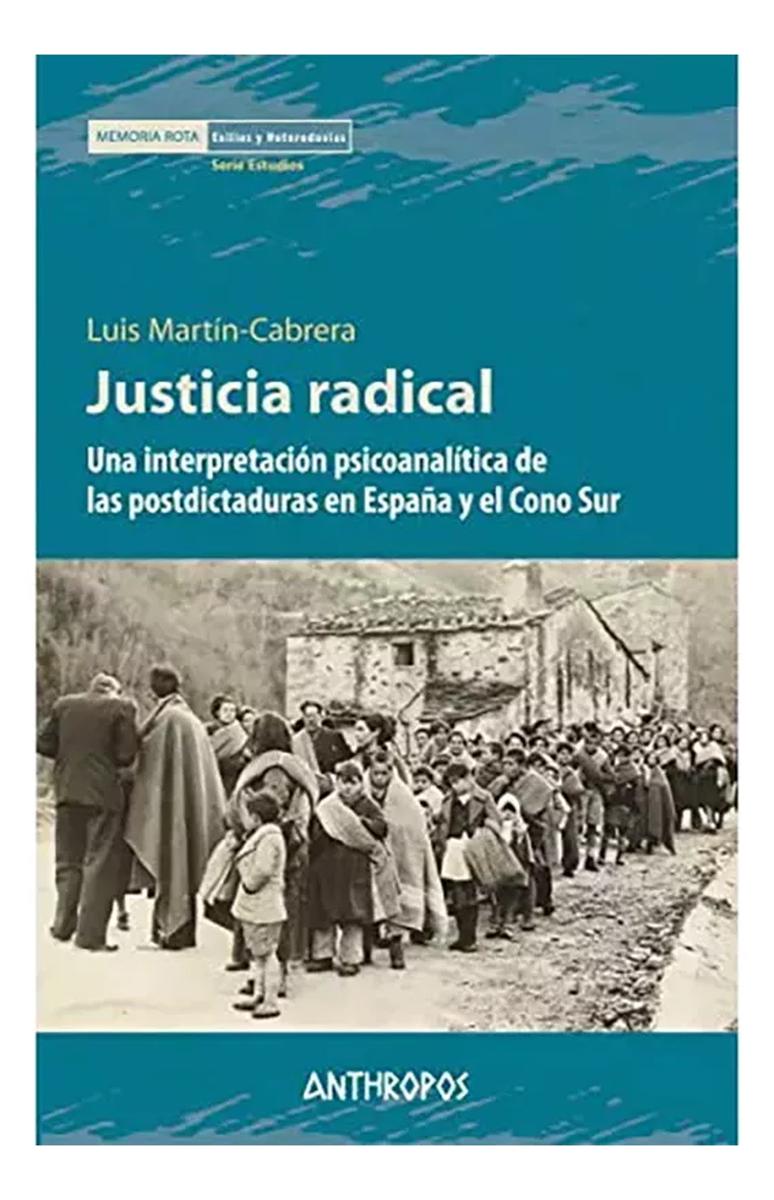 MEMORIA ROTA Exilios y Heterodoxias
Serie Estudios
Luis Martín-Cabrera
Justicia radical
Una interpretación psicoanalítica de
las postdictaduras en España y el Cono Sur
ANTHROPOS